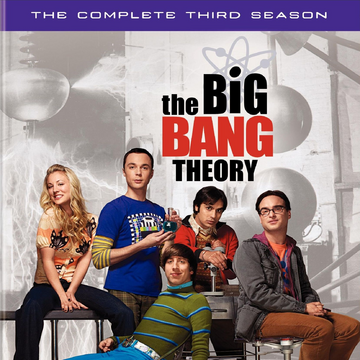 THE COMPLETE THIRD SEASON
the BiG
BANG
THEORY